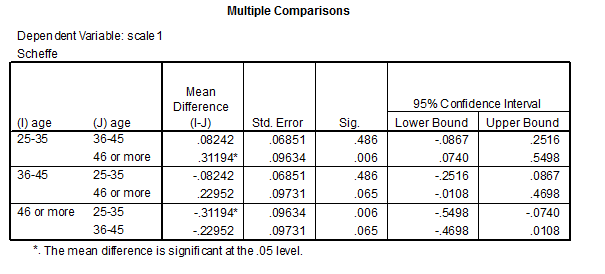 Multiple Comparisons
Dependent Variable: scale1
Scheffe
(I) age (J) age Mean Difference (I-J) Std. Error Sig. 95% Confidence Interval
Lower Bound Upper Bound
25-35 36-45 .08242 .06851 .486 -.0867 .2516
46 or more .31194* .09634 .006 .0740 .5498
36-45 25-35 -.08242 .06851 .486 -.2516 .0867
46 or more .22952 .09731 .065 -.0108 .4698
46 or more 25-35 -.31194* .09634 .006 -.5498 -.0740
36-45 -.22952 .09731 .065 -.4698 .0108
*. The mean difference is significant at the .05 level.